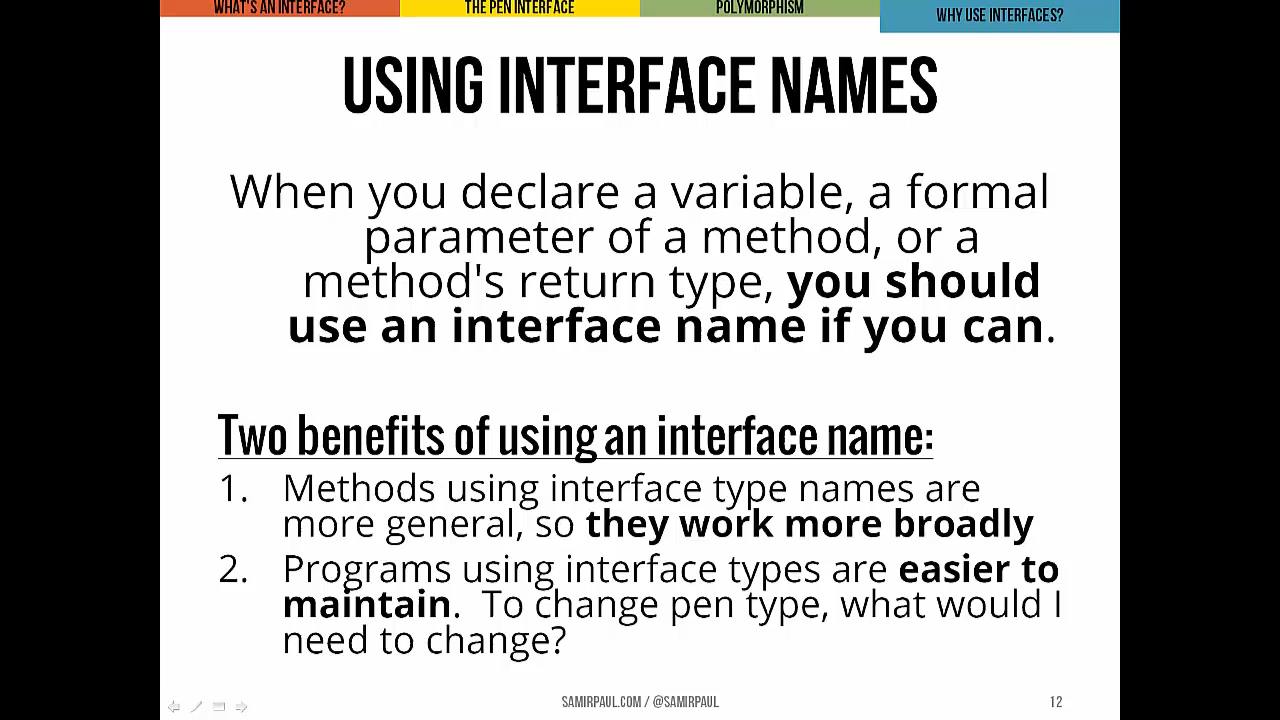 WHAT'S AN INTERFACE?
THE PEN INTERFACE
POLYMORPHISM
WHY USE INTERFACES?
USING INTERFACE NAMES
When you declare a variable, a formal
parameter of a method, or a
method's return type, you should
use an interface name if you can.
Two benefits of using an interface name:
1. Methods using interface type names are
more general, so they work more broadly
2. Programs using interface types are easier to
maintain. To change pen type, what would I
need to change?
SAMIRPAUL.COM / @SAMIRPAUL
12